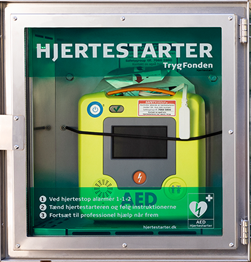 HJERTESTARTER
TrygFonden
AED
1 Ved hjertestop alarmér 1-1-2
2 Tænd hjertestarteren og følg instruktionerne
3 Fortsæt til professionel hjælp når frem
AED
Hjertestarter
hjertestarter.dk